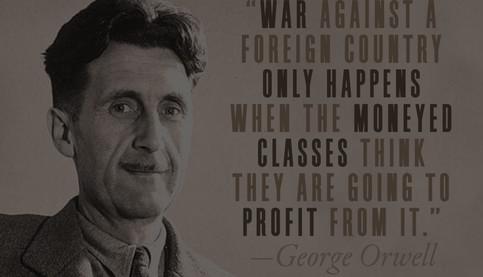 “WAR AGAINST A
FOREIGN COUNTRY
ONLY HAPPENS
WHEN THE MONEYED
CLASSES THINK
THEY ARE GOING TO
PROFIT FROM IT.”
—George Orwell